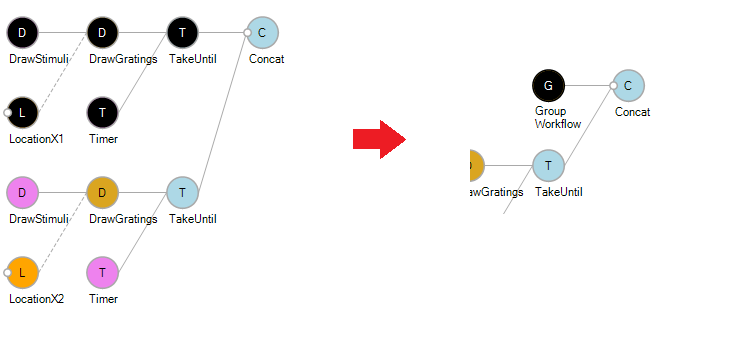 D D T C
DrawStimuli DrawGratings TakeUntil Concat
L T
LocationX1 Timer
D D T
DrawStimuli DrawGratings TakeUntil
L T
LocationX2 Timer
G C
Group
Workflow
Concat
T
awGratings TakeUntil